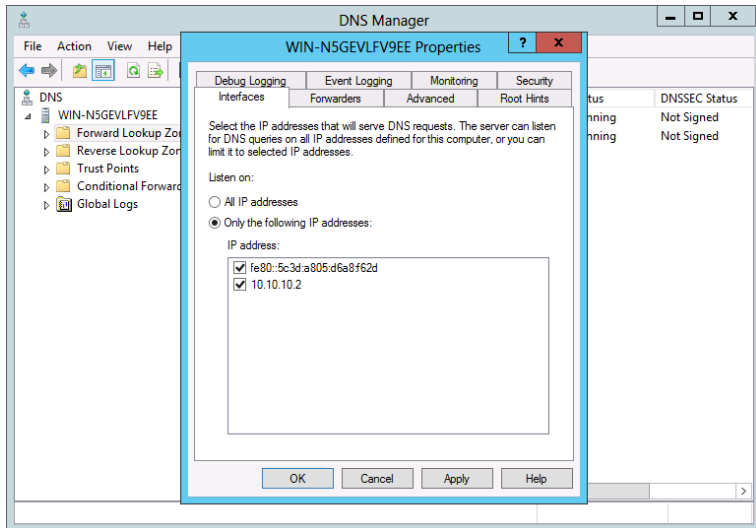 DNS Manager
File Action View Help
WIN-N5GEVLFV9EE Properties
? x
DNS
WIN-N5GEVLFV9EE
Forward Lookup Zor
Reverse Lookup Zor
Trust Points
Conditional Forward
Global Logs
Debug Logging Event Logging Monitoring Security
Interfaces Forwarders Advanced Root Hints
Select the IP addresses that will serve DNS requests. The server can listen
for DNS queries on all IP addresses defined for this computer, or you can
limit it to selected IP addresses.
Listen on:
All IP addresses
Only the following IP addresses:
IP address:
fe80::5c3d:a805:d6a8:f62d
10.10.10.2
OK Cancel Apply Help
tus DNSSEC Status
nning Not Signed
nning Not Signed